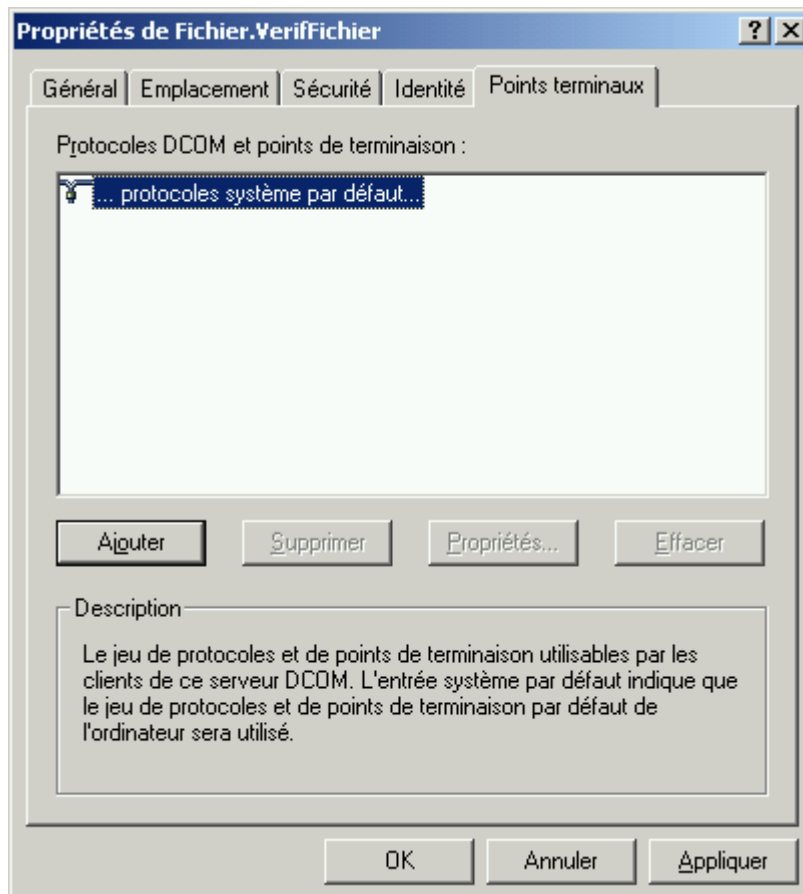 Propriétés de Fichier.VerifFichier
Général Emplacement Sécurité Identité Points terminaux
Protocoles DCOM et points de terminaison :
... protocoles système par défaut...
Ajouter Supprimer Propriétés... Effacer
Description
Le jeu de protocoles et de points de terminaison utilisables par les
clients de ce serveur DCOM. L'entrée système par défaut indique que
le jeu de protocoles et de points de terminaison par défaut de
l'ordinateur sera utilisé.
OK Annuler Appliquer